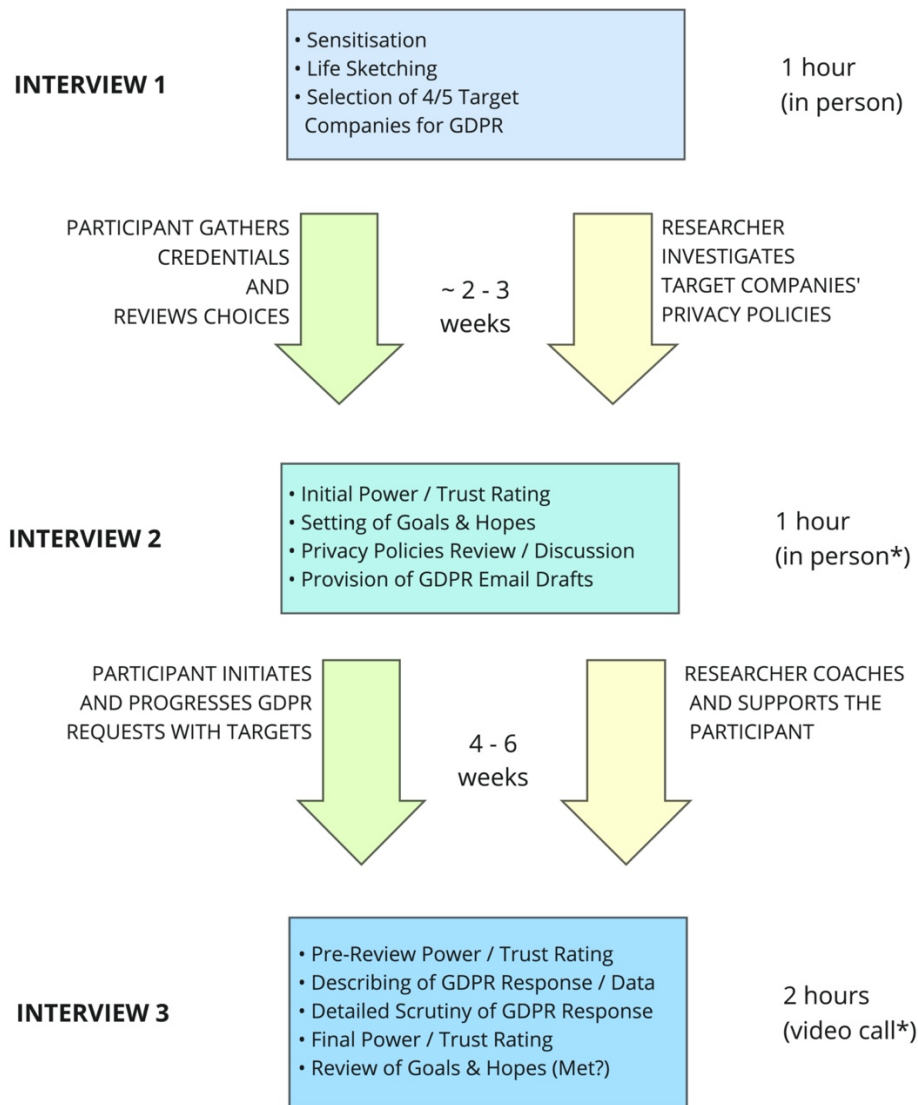 INTERVIEW 1
• Sensitisation
• Life Sketching
• Selection of 4/5 Target
Companies for GDPR
1 hour
(in person)
PARTICIPANT GATHERS
CREDENTIALS
AND
REVIEWS CHOICES
~ 2 - 3
weeks
RESEARCHER
INVESTIGATES
TARGET COMPANIES'
PRIVACY POLICIES
INTERVIEW 2
• Initial Power / Trust Rating
• Setting of Goals & Hopes
• Privacy Policies Review / Discussion
• Provision of GDPR Email Drafts
1 hour
(in person*)
PARTICIPANT INITIATES
AND PROGRESSES GDPR
REQUESTS WITH TARGETS
4 - 6
weeks
RESEARCHER COACHES
AND SUPPORTS THE
PARTICIPANT
INTERVIEW 3
• Pre-Review Power / Trust Rating
• Describing of GDPR Response / Data
• Detailed Scrutiny of GDPR Response
• Final Power / Trust Rating
• Review of Goals & Hopes (Met?)
2 hours
(video call*)